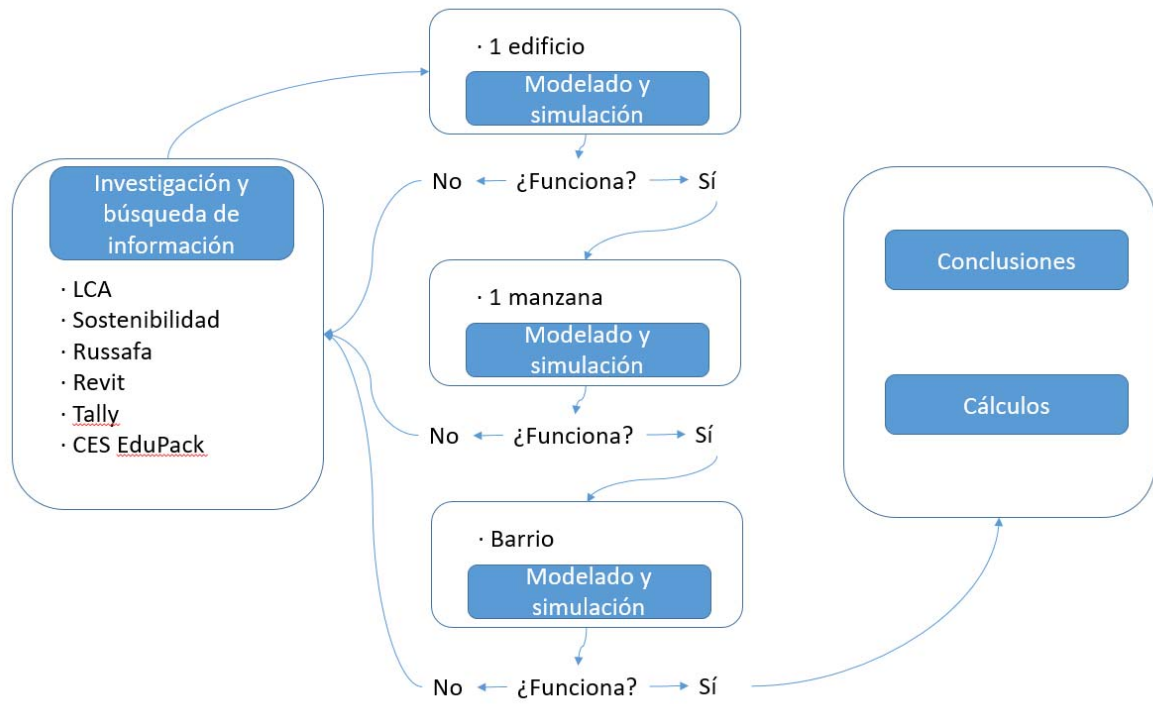 Investigación y
búsqueda de
información
· LCA
· Sostenibilidad
· Russafa
· Revit
· Tally
· CES EduPack
· 1 edificio
Modelado y
simulación
No ¿Funciona? Sí
· 1 manzana
Modelado y
simulación
No ¿Funciona? Sí
· Barrio
Modelado y
simulación
No ¿Funciona? Sí
Conclusiones
Cálculos